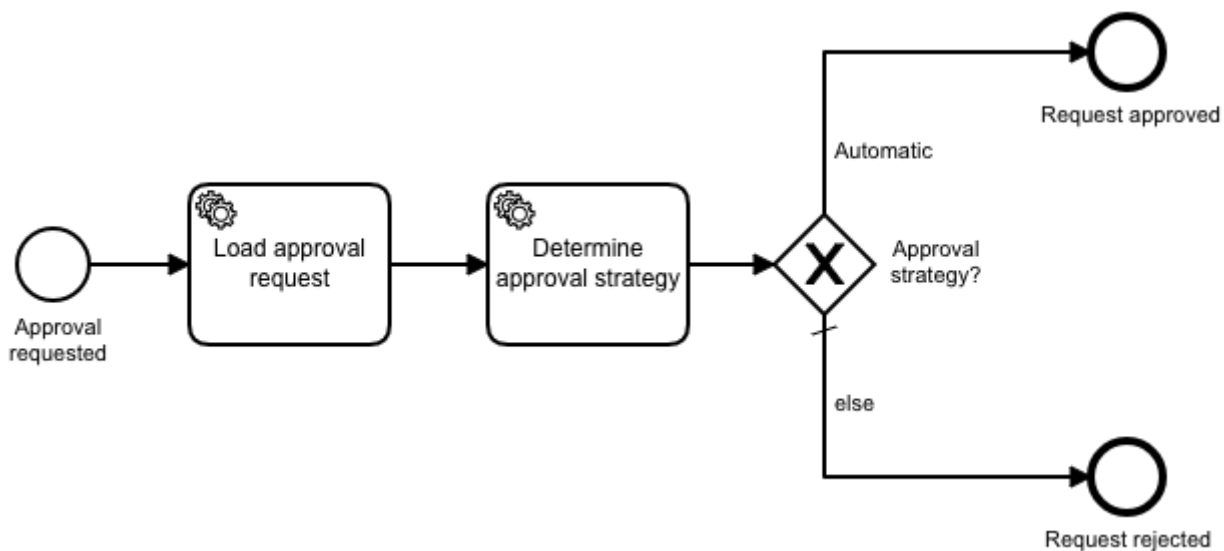 Approval
requested
Load approval
request
Determine
approval strategy
Approval
strategy?
Automatic
Request approved
else
Request rejected